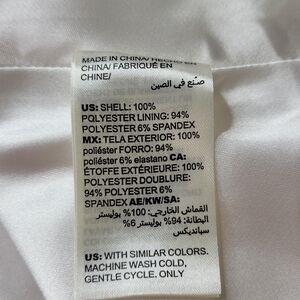 MADE IN CHINA/ HECHO EN
CHINA/ FABRIQUÉ EN
CHINE/
صنع في الصين
US: SHELL: 100%
POLYESTER LINING: 94%
POLYESTER 6% SPANDEX
MX: TELA EXTERIOR: 100%
poliéster FORRO: 94%
poliéster 6% elastano CA:
ÉTOFFE EXTÉRIEURE: 100%
POLYESTER DOUBLURE:
94% POLYESTER 6%
SPANDEX AE/KW/SA:
القماش الخارجي: 100% بوليستر
البطانة: 94% بوليستر 6%
سبانديكس
US: WITH SIMILAR COLORS.
MACHINE WASH COLD,
GENTLE CYCLE, ONLY